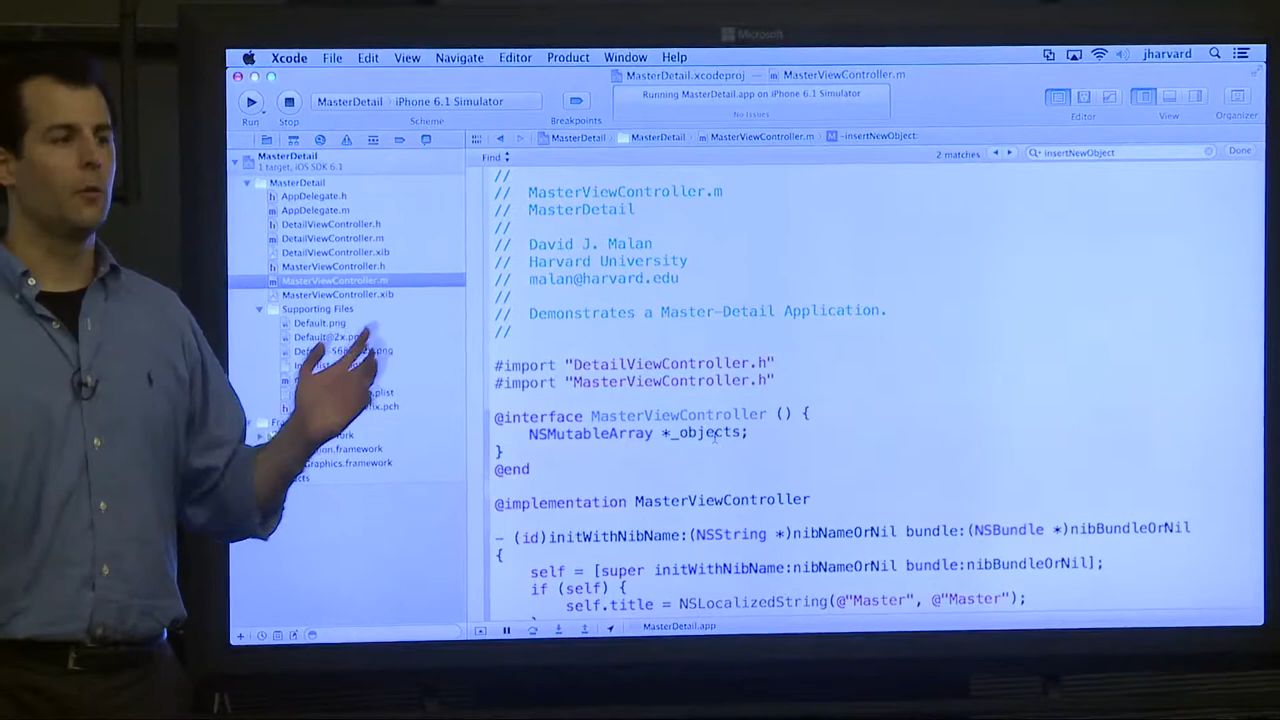 Microsoft
Xcode File Edit View Navigate Editor Product Window Help jharvard
MasterDetail.xcodeproj — MasterViewController.m
Running MasterDetail.app on iPhone 6.1 Simulator
No Issues
MasterDetail iPhone 6.1 Simulator
Run Stop Scheme Breakpoints Editor View Organizer
MasterDetail MasterDetail MasterViewController.m -insertNewObject:
Find 2 matches insertNewObject Done
MasterDetail
1 target, iOS SDK 6.1
MasterDetail
AppDelegate.h
AppDelegate.m
DetailViewController.h
DetailViewController.m
DetailViewController.xib
MasterViewController.h
MasterViewController.m
MasterViewController.xib
Supporting Files
Default.png
//
// MasterViewController.m
// MasterDetail
//
// David J. Malan
// Harvard University
// malan@harvard.edu
//
// Demonstrates a Master-Detail Application.
//
#import "DetailViewController.h"
#import "MasterViewController.h"
@interface MasterViewController () {
NSMutableArray *_objects;
}
@end
@implementation MasterViewController
- (id)initWithNibName:(NSString *)nibNameOrNil bundle:(NSBundle *)nibBundleOrNil
{
self = [super initWithNibName:nibNameOrNil bundle:nibBundleOrNil];
if (self) {
self.title = NSLocalizedString(@"Master", @"Master");
MasterDetail.app